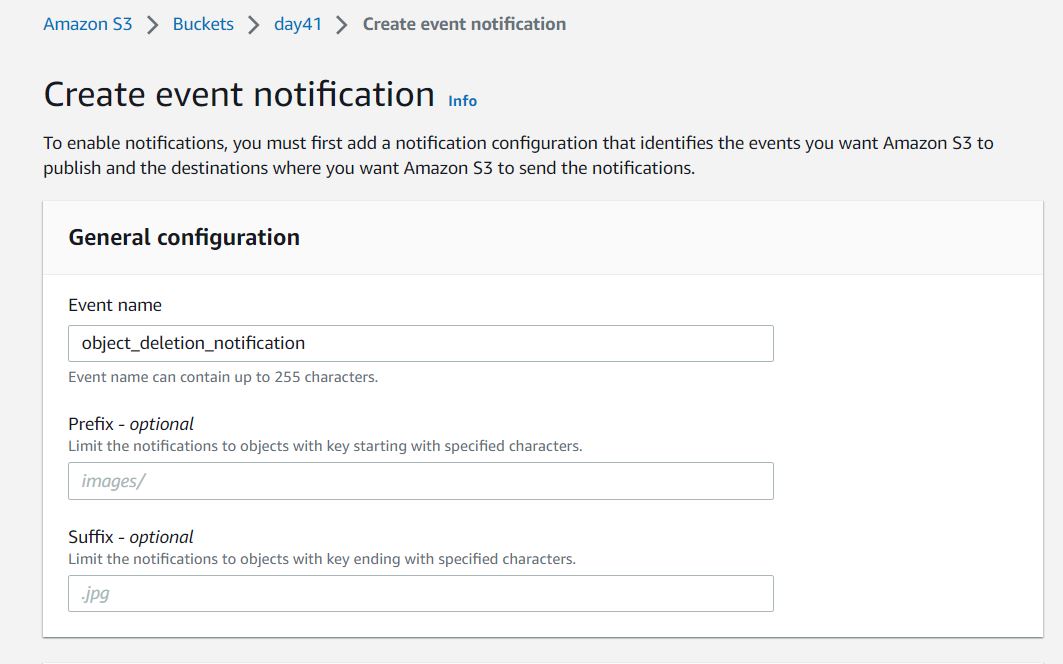 Amazon S3 > Buckets > day41 > Create event notification
Create event notification Info
To enable notifications, you must first add a notification configuration that identifies the events you want Amazon S3 to
publish and the destinations where you want Amazon S3 to send the notifications.
General configuration
Event name
object_deletion_notification
Event name can contain up to 255 characters.
Prefix - optional
Limit the notifications to objects with key starting with specified characters.
images/
Suffix - optional
Limit the notifications to objects with key ending with specified characters.
.jpg